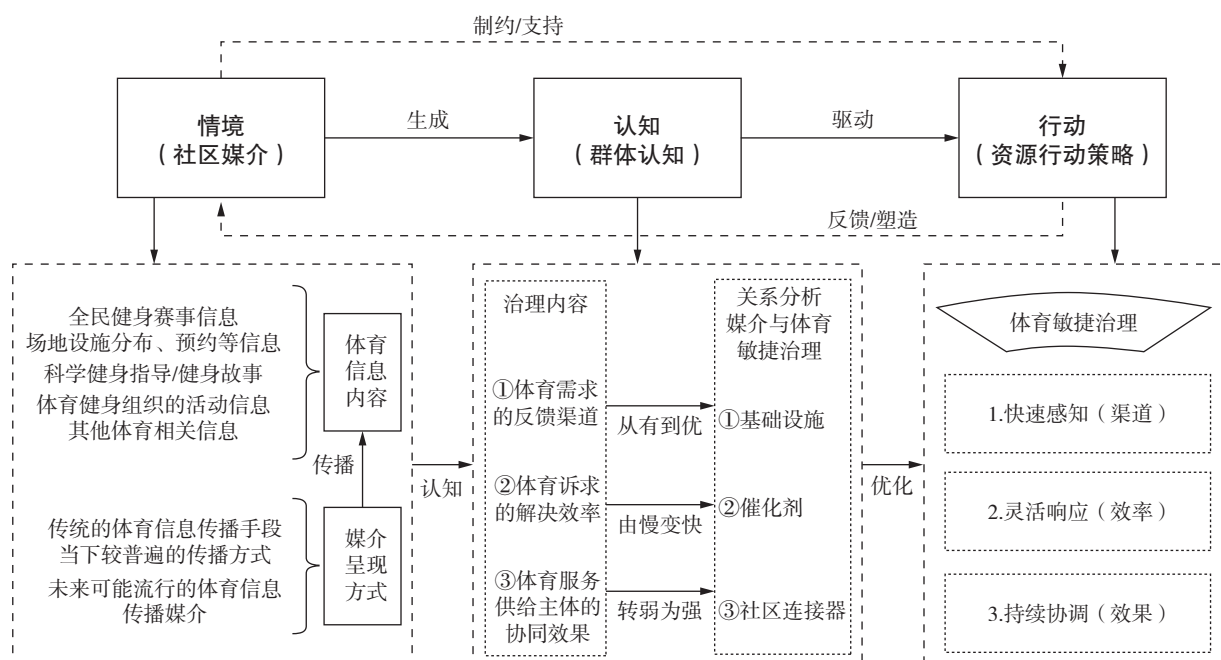 制约/支持
情境
（社区媒介）
生成
认知
（群体认知）
驱动
行动
（资源行动策略）
反馈/塑造
全民健身赛事信息
场地设施分布、预约等信息
科学健身指导/健身故事
体育健身组织的活动信息
其他体育相关信息
体育
信息
内容
传播
传统的体育信息传播手段
当下较普遍的传播方式
未来可能流行的体育信息
传播媒介
媒介
呈现
方式
认知
治理内容
①体育需求
的反馈渠道
②体育诉求
的解决效率
③体育服务
供给主体的
协同效果
从有到优
由慢变快
转弱为强
关系分析
媒介与体育
敏捷治理
①基础设施
②催化剂
③社区连接器
优化
体育敏捷治理
1.快速感知（渠道）
2.灵活响应（效率）
3.持续协调（效果）